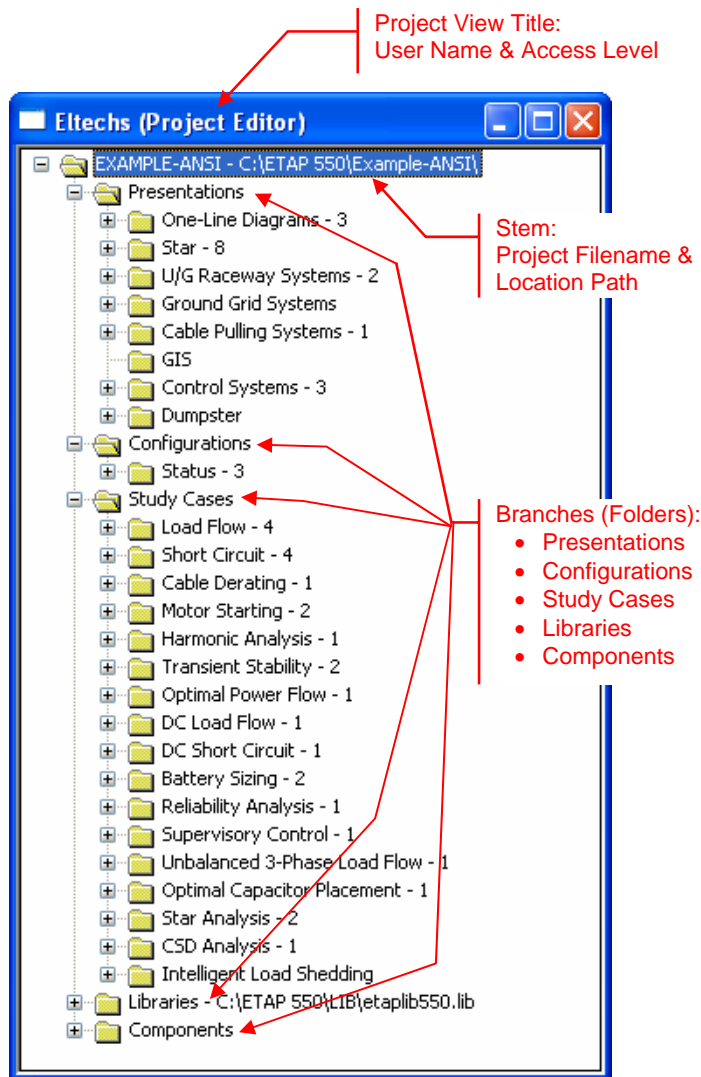 Project View Title:
User Name & Access Level
Eltechs (Project Editor)
EXAMPLE-ANSI - C:\ETAP 550\Example-ANSI\
Presentations
One-Line Diagrams - 3
Star - 8
U/G Raceway Systems - 2
Ground Grid Systems
Cable Pulling Systems - 1
GIS
Control Systems - 3
Dumpster
Configurations
Status - 3
Study Cases
Load Flow - 4
Short Circuit - 4
Cable Derating - 1
Motor Starting - 2
Harmonic Analysis - 1
Transient Stability - 2
Optimal Power Flow - 1
DC Load Flow - 1
DC Short Circuit - 1
Battery Sizing - 2
Reliability Analysis - 1
Supervisory Control - 1
Unbalanced 3-Phase Load Flow - 1
Optimal Capacitor Placement - 1
Star Analysis - 2
CSD Analysis - 1
Intelligent Load Shedding
Libraries - C:\ETAP 550\LIB\etaplib550.lib
Components
Stem:
Project Filename &
Location Path
Branches (Folders):
• Presentations
• Configurations
• Study Cases
• Libraries
• Components